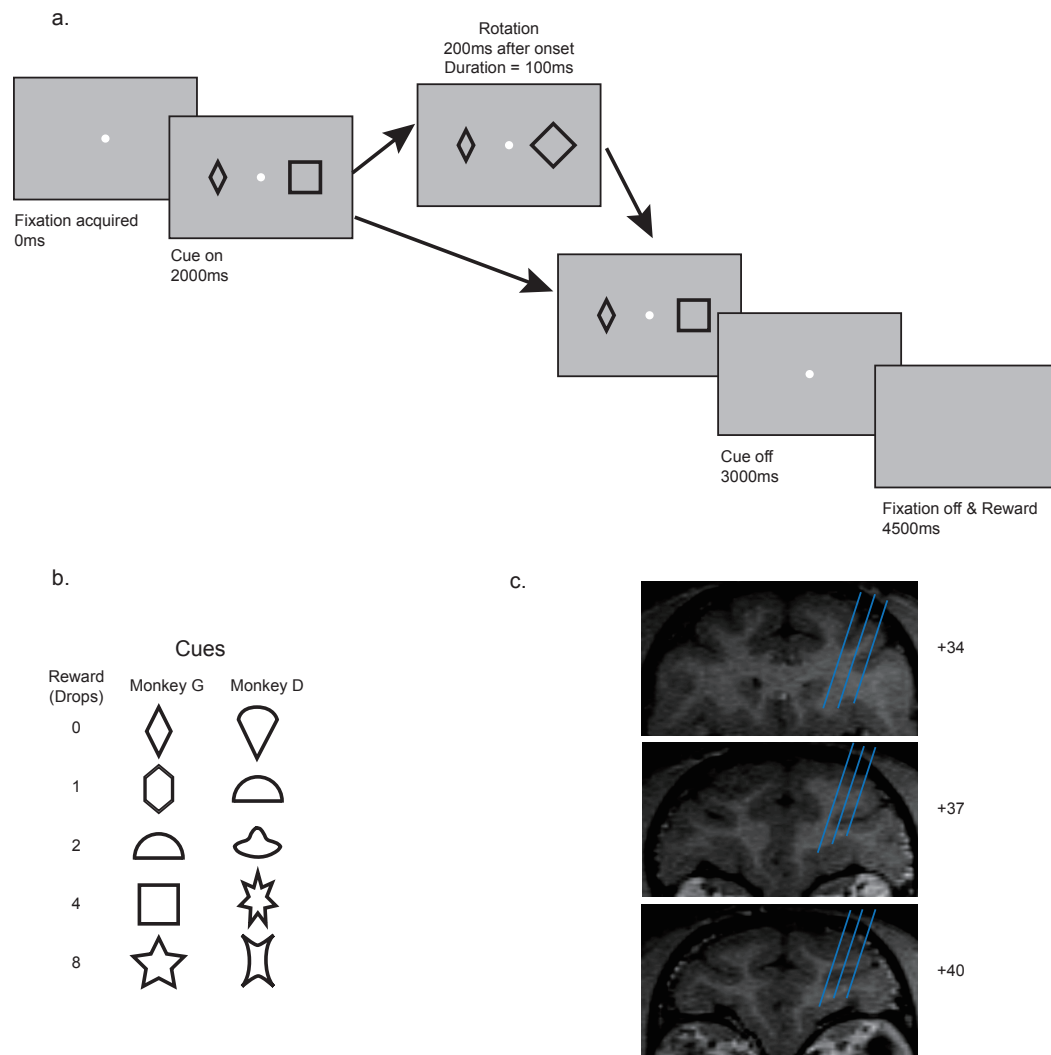 a.
Rotation
200ms after onset
Duration = 100ms
Fixation acquired
0ms
Cue on
2000ms
Cue off
3000ms
Fixation off & Reward
4500ms
b.
Cues
Reward
(Drops)
Monkey G
Monkey D
0
1
2
4
8
c.
+34
+37
+40